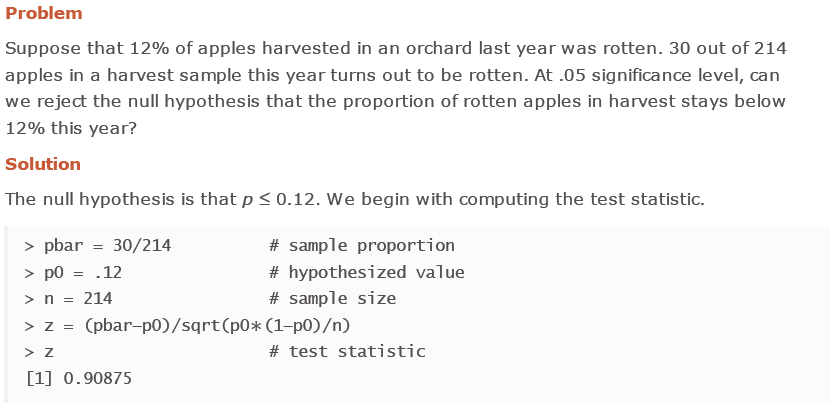 Problem
Suppose that 12% of apples harvested in an orchard last year was rotten. 30 out of 214
apples in a harvest sample this year turns out to be rotten. At .05 significance level, can
we reject the null hypothesis that the proportion of rotten apples in harvest stays below
12% this year?
Solution
The null hypothesis is that p ≤ 0.12. We begin with computing the test statistic.
> pbar = 30/214          # sample proportion
> p0 = .12               # hypothesized value
> n = 214                # sample size
> z = (pbar−p0)/sqrt(p0∗(1−p0)/n)
> z                      # test statistic
[1] 0.90875